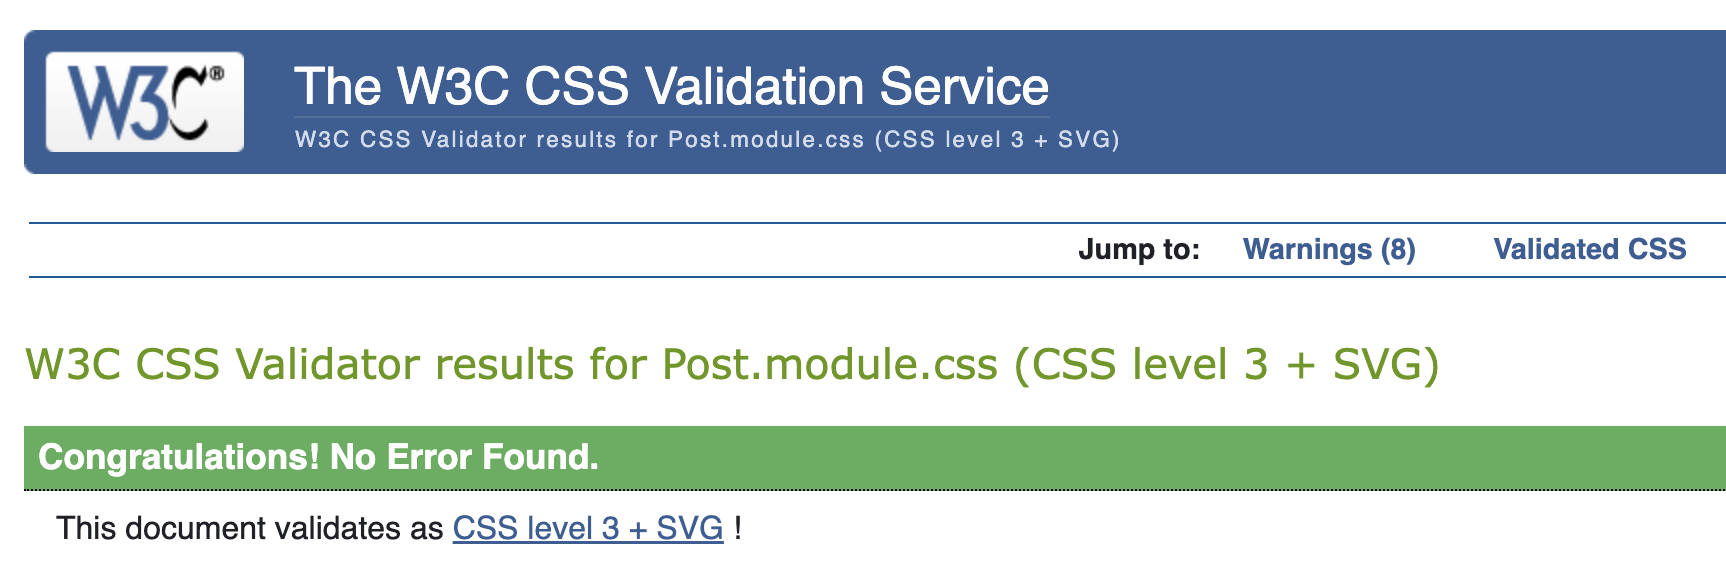 W3C®
The W3C CSS Validation Service
W3C CSS Validator results for Post.module.css (CSS level 3 + SVG)
Jump to: Warnings (8) Validated CSS
W3C CSS Validator results for Post.module.css (CSS level 3 + SVG)
Congratulations! No Error Found.
This document validates as CSS level 3 + SVG !